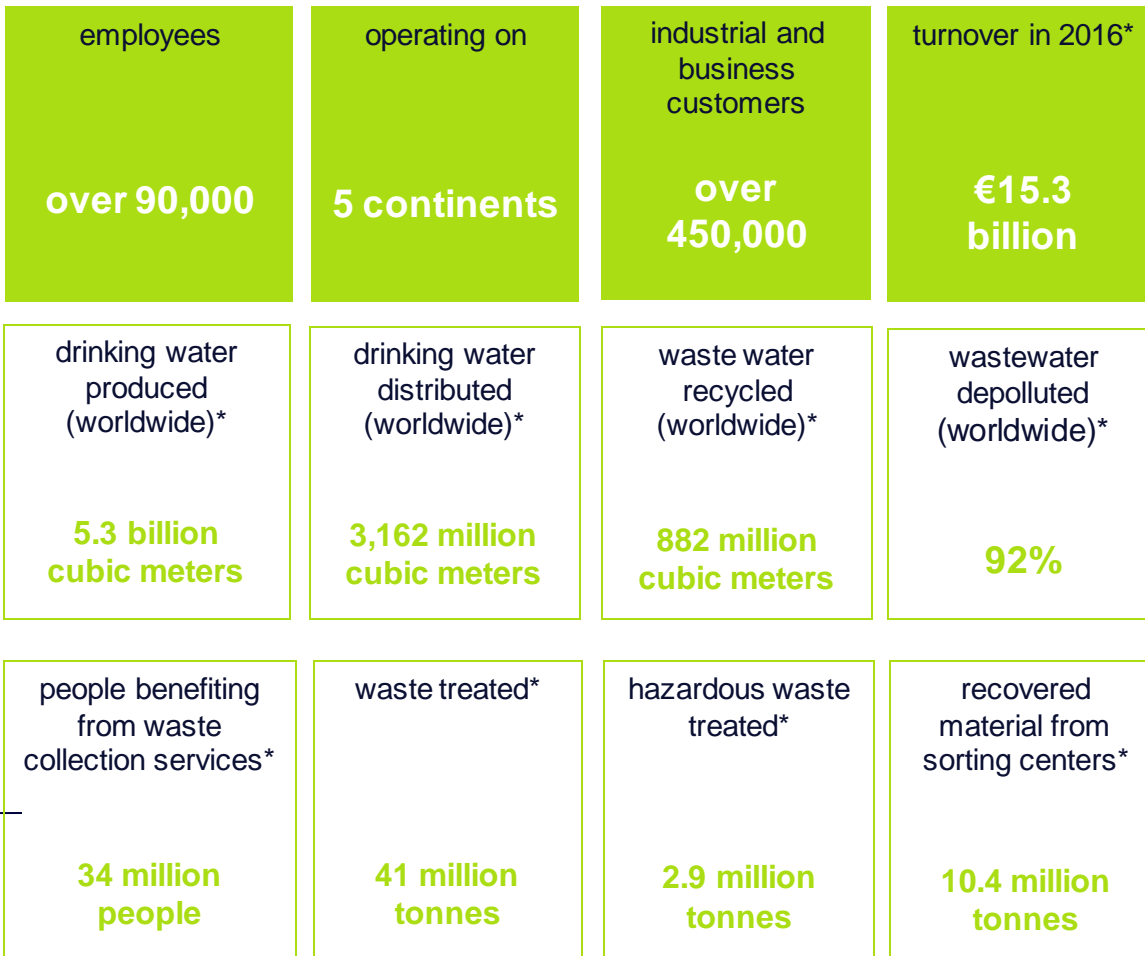 employees
over 90,000
operating on
5 continents
industrial and
business
customers
over
450,000
turnover in 2016*
€15.3
billion
drinking water
produced
(worldwide)*
5.3 billion
cubic meters
drinking water
distributed
(worldwide)*
3,162 million
cubic meters
waste water
recycled
(worldwide)*
882 million
cubic meters
wastewater
depolluted
(worldwide)*
92%
people benefiting
from waste
collection services*
34 million
people
waste treated*
41 million
tonnes
hazardous waste
treated*
2.9 million
tonnes
recovered
material from
sorting centers*
10.4 million
tonnes